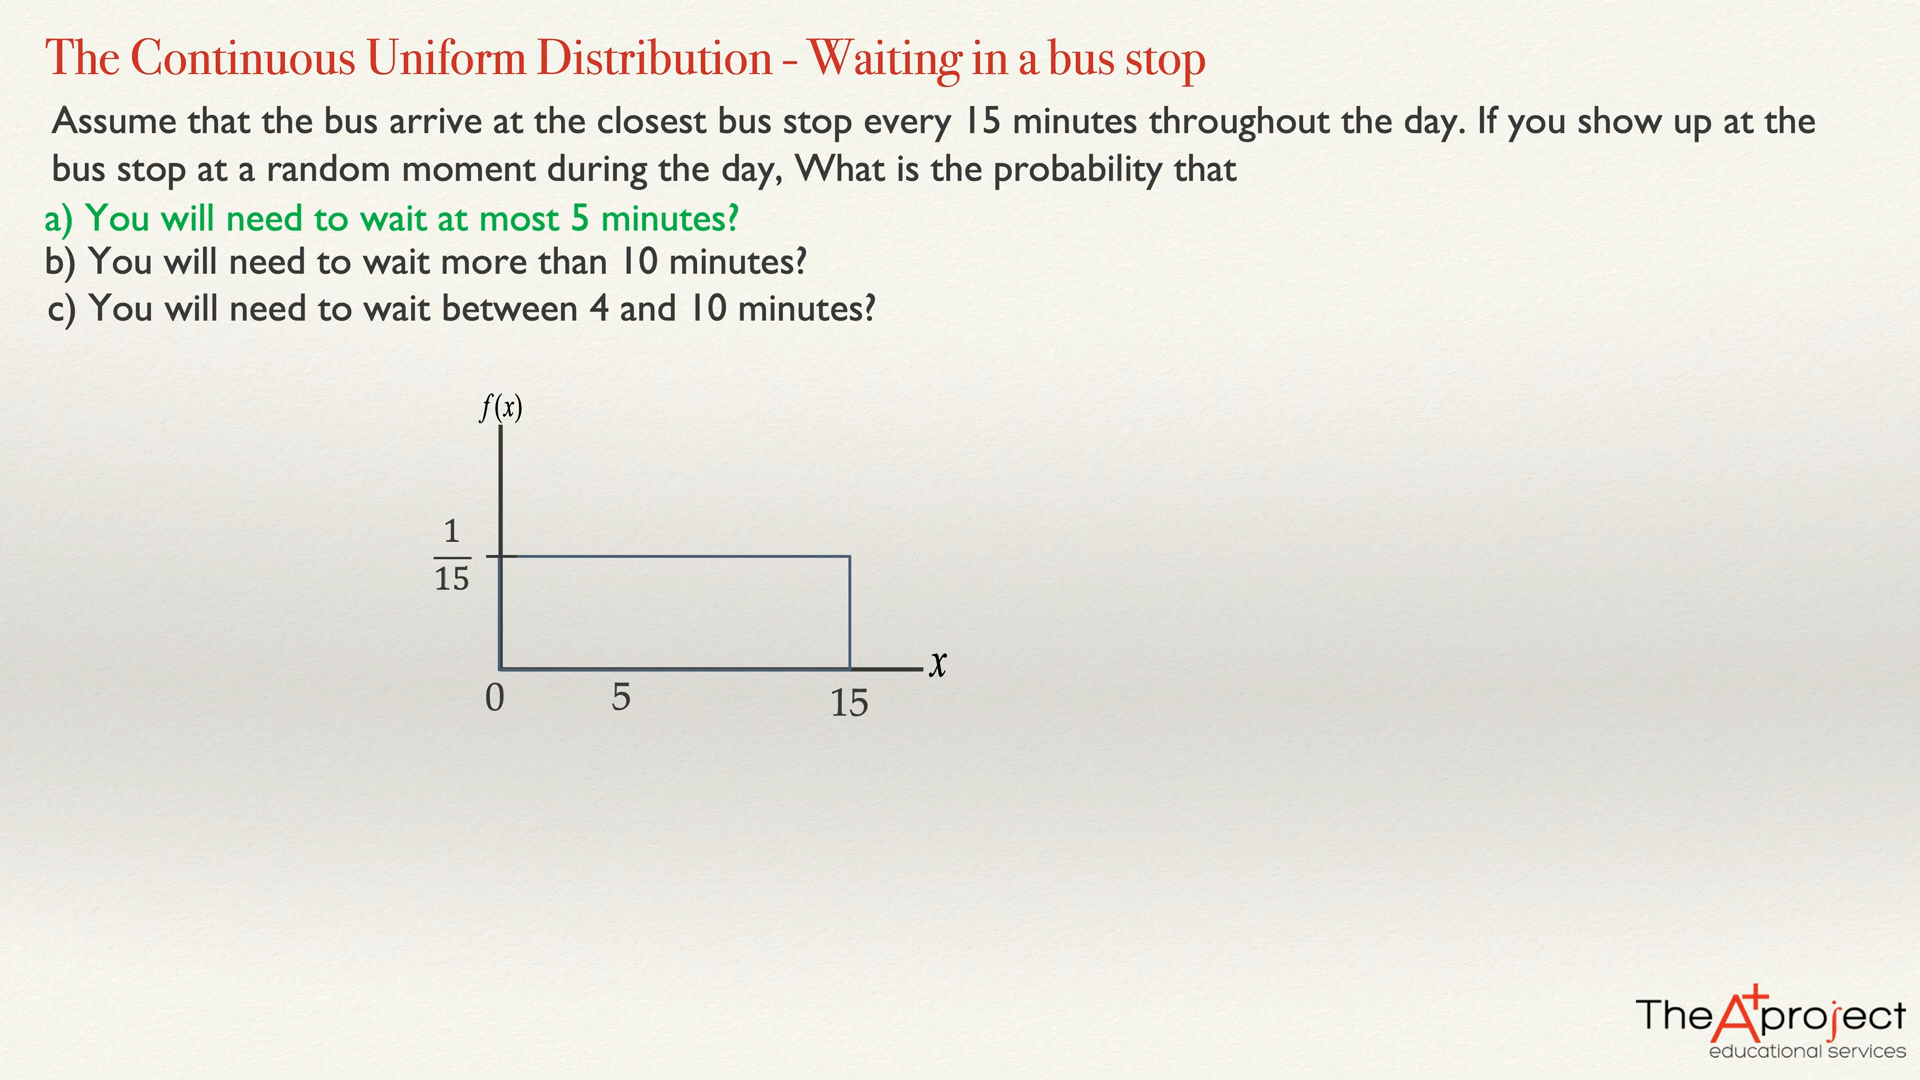 The Continuous Uniform Distribution - Waiting in a bus stop
Assume that the bus arrive at the closest bus stop every 15 minutes throughout the day. If you show up at the
bus stop at a random moment during the day, What is the probability that
a) You will need to wait at most 5 minutes?
b) You will need to wait more than 10 minutes?
c) You will need to wait between 4 and 10 minutes?
f(x)
1
15
x
0 5 15
The A+ project
educational services